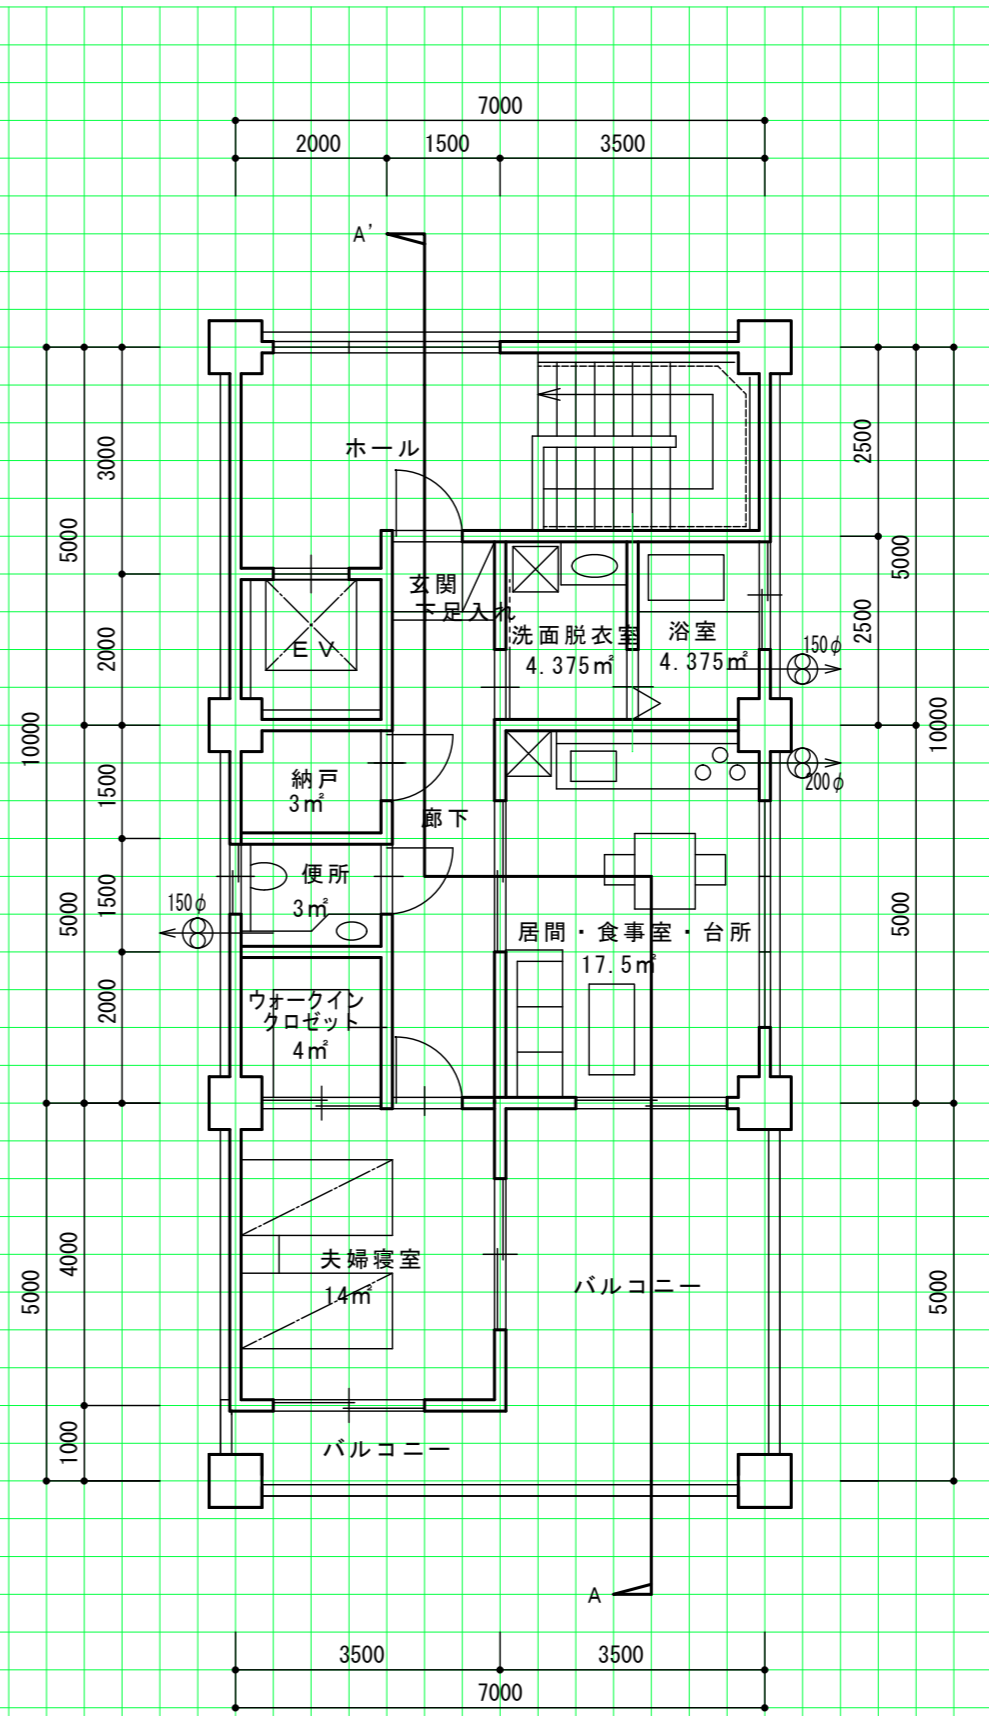 7000
2000 1500 3500
A'
ホール
3000
5000
2500
5000
玄関
下足入れ
洗面脱衣室
4.375㎡
浴室
4.375㎡
EV
2000
2500
150φ
10000
10000
納戸
3㎡
1500
200φ
廊下
便所
3㎡
1500
150φ
5000
5000
居間・食事室・台所
17.5㎡
2000
ウォークイン
クロゼット
4㎡
夫婦寝室
14㎡
4000
5000
5000
バルコニー
バルコニー
1000
A
3500 3500
7000